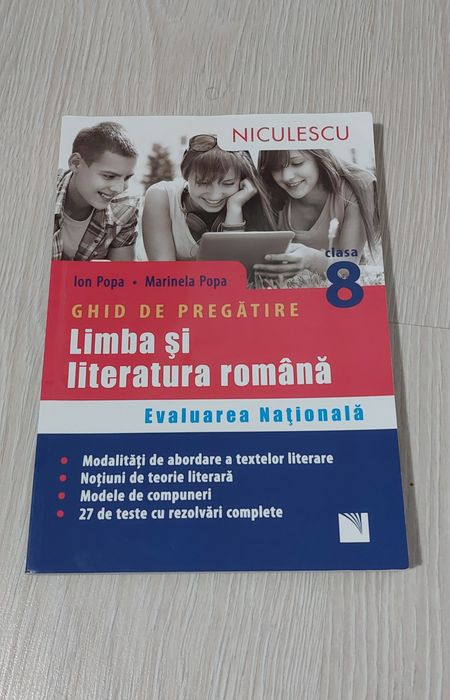 NICULESCU
clasa
8
Ion Popa • Marinela Popa
GHID DE PREGĂTIRE
Limba şi
literatura română
Evaluarea Naţională
• Modalităţi de abordare a textelor literare
• Noţiuni de teorie literară
• Modele de compuneri
• 27 de teste cu rezolvări complete